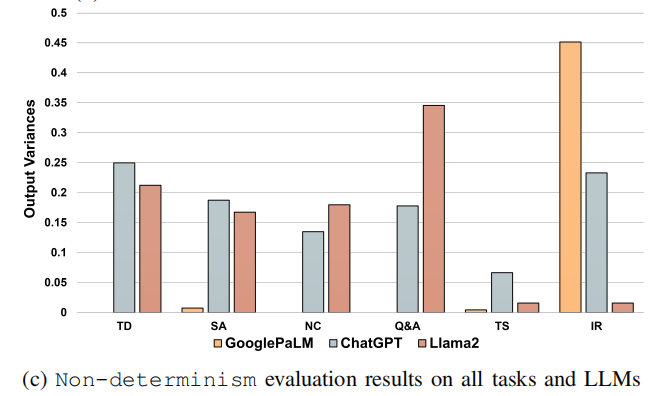 0.5
0.45
0.4
0.35
0.3
0.25
0.2
0.15
0.1
0.05
0
Output Variances
TD SA NC Q&A TS IR
GooglePaLM ChatGPT Llama2
(c) Non-determinism evaluation results on all tasks and LLMs